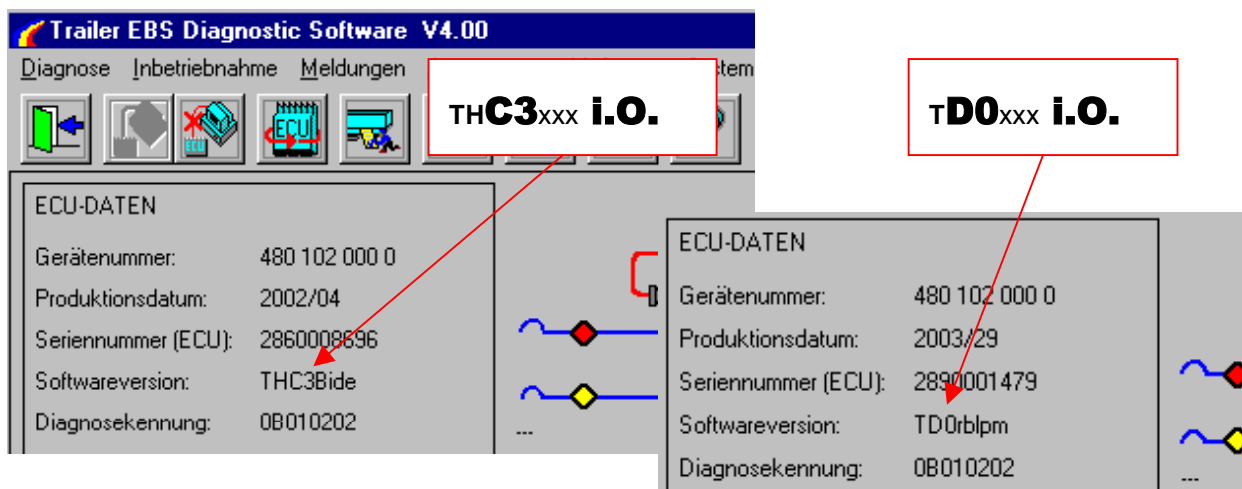 Trailer EBS Diagnostic Software V4.00
Diagnose Inbetriebnahme Meldungen
THC3xxx i.O.
TD0xxx i.O.
ECU
ECU
ECU-DATEN
Gerätenummer: 480 102 000 0
Produktionsdatum: 2002/04
Seriennummer (ECU): 2860008696
Softwareversion: THC3Bide
Diagnosekennung: 0B010202
---
ECU-DATEN
Gerätenummer: 480 102 000 0
Produktionsdatum: 2003/29
Seriennummer (ECU): 2890001479
Softwareversion: TD0rblpm
Diagnosekennung: 0B010202
---